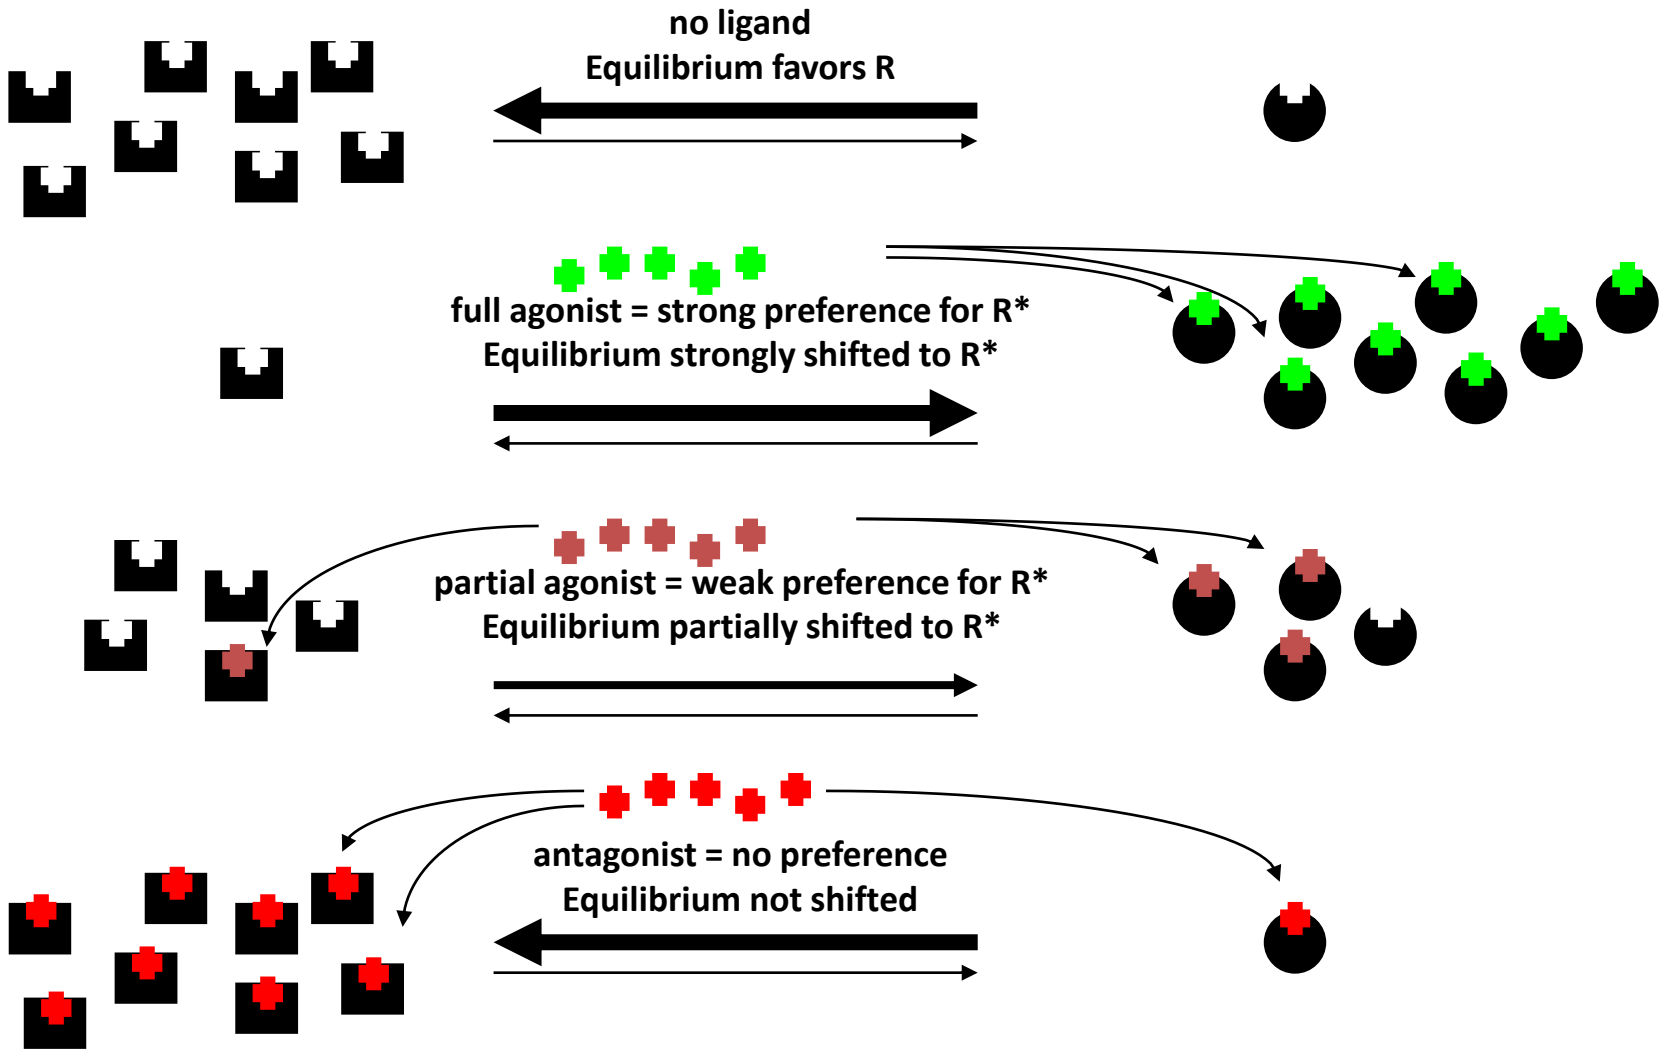 no ligand
Equilibrium favors R
full agonist = strong preference for R*
Equilibrium strongly shifted to R*
partial agonist = weak preference for R*
Equilibrium partially shifted to R*
antagonist = no preference
Equilibrium not shifted